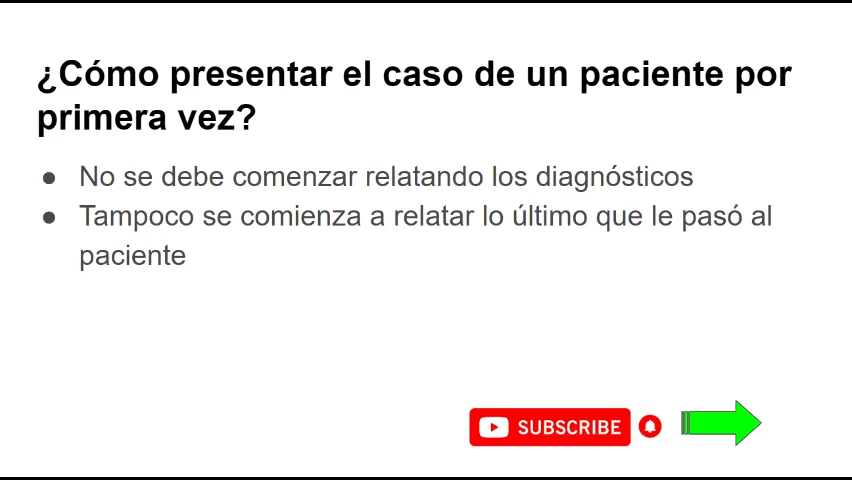 ¿Cómo presentar el caso de un paciente por
primera vez?
● No se debe comenzar relatando los diagnósticos
● Tampoco se comienza a relatar lo último que le pasó al
paciente
SUBSCRIBE